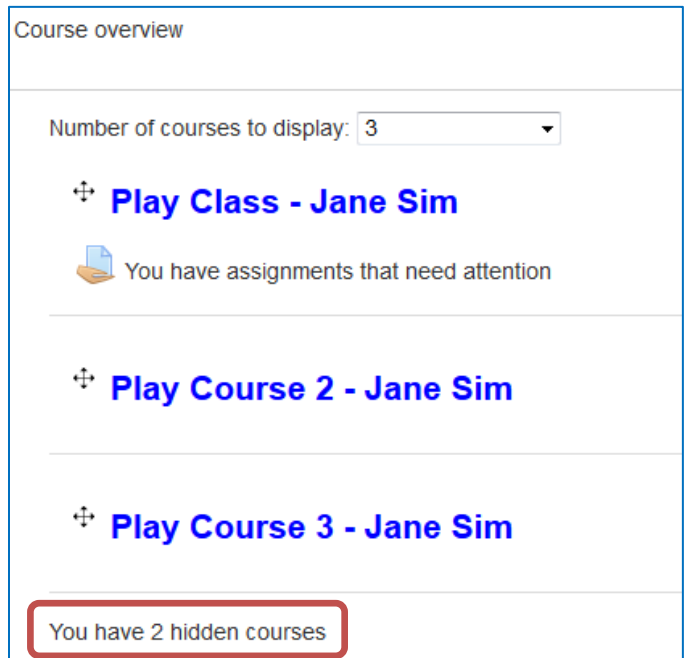 Course overview
Number of courses to display: 3
Play Class - Jane Sim
You have assignments that need attention
Play Course 2 - Jane Sim
Play Course 3 - Jane Sim
You have 2 hidden courses